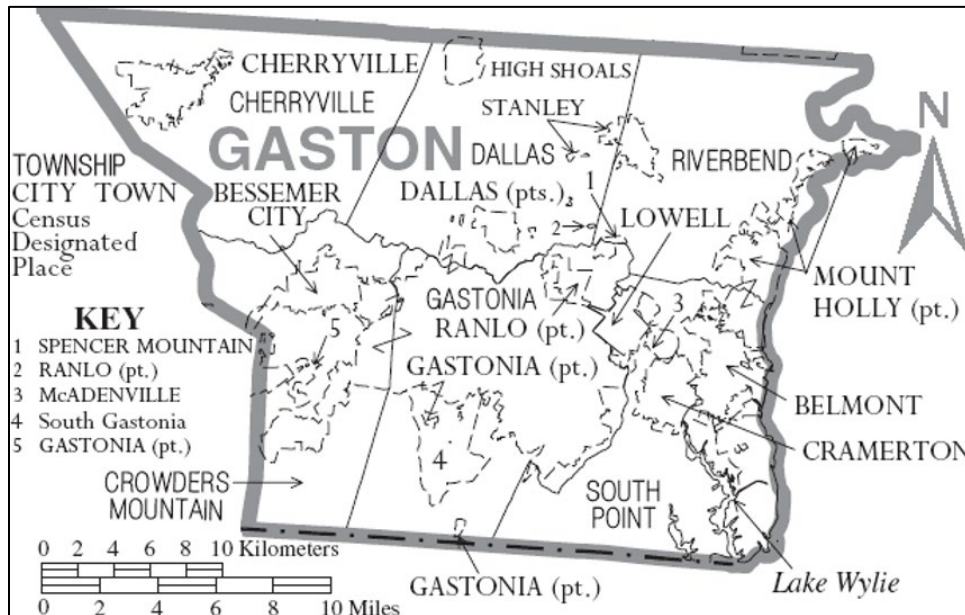 CHERRYVILLE
HIGH SHOALS
CHERRYVILLE
STANLEY
N
GASTON
DALLAS
RIVERBEND
TOWNSHIP
CITY TOWN
Census
Designated
Place
BESSEMER
CITY
DALLAS (pts.)
1
LOWELL
2
MOUNT
HOLLY (pt.)
GASTONIA
3
RANLO (pt.)
5
GASTONIA (pt.)
KEY
1 SPENCER MOUNTAIN
2 RANLO (pt.)
3 McADENVILLE
4 South Gastonia
5 GASTONIA (pt.)
BELMONT
CRAMERTON
4
3
CROWDERS
MOUNTAIN
SOUTH
POINT
0 2 4 6 8 10 Kilometers
0 2 4 6 8 10 Miles
GASTONIA (pt.)
Lake Wylie